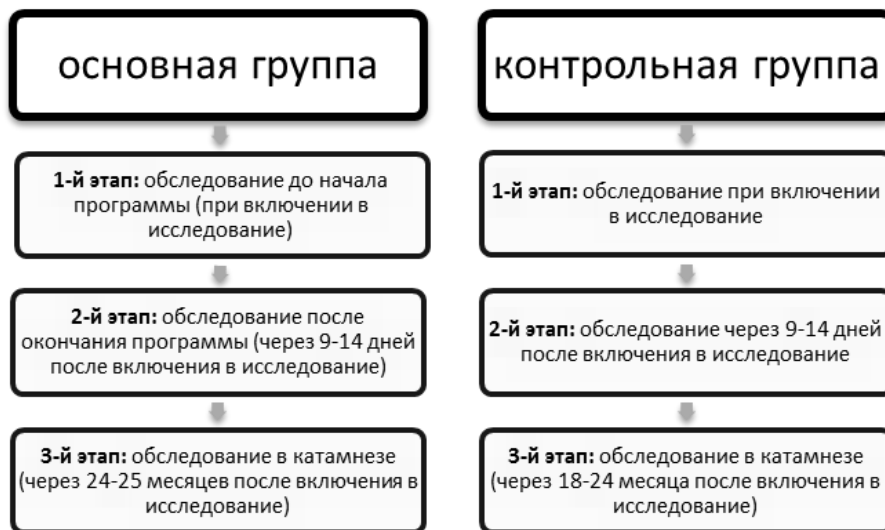 основная группа
1-й этап: обследование до начала
программы (при включении в
исследование)
2-й этап: обследование после
окончания программы (через 9-14 дней
после включения в исследование)
3-й этап: обследование в катамнезе
(через 24-25 месяцев после включения в
исследование)
контрольная группа
1-й этап: обследование при включении
в исследование
2-й этап: обследование через 9-14 дней
после включения в исследование
3-й этап: обследование в катамнезе
(через 18-24 месяца после включения в
исследование)